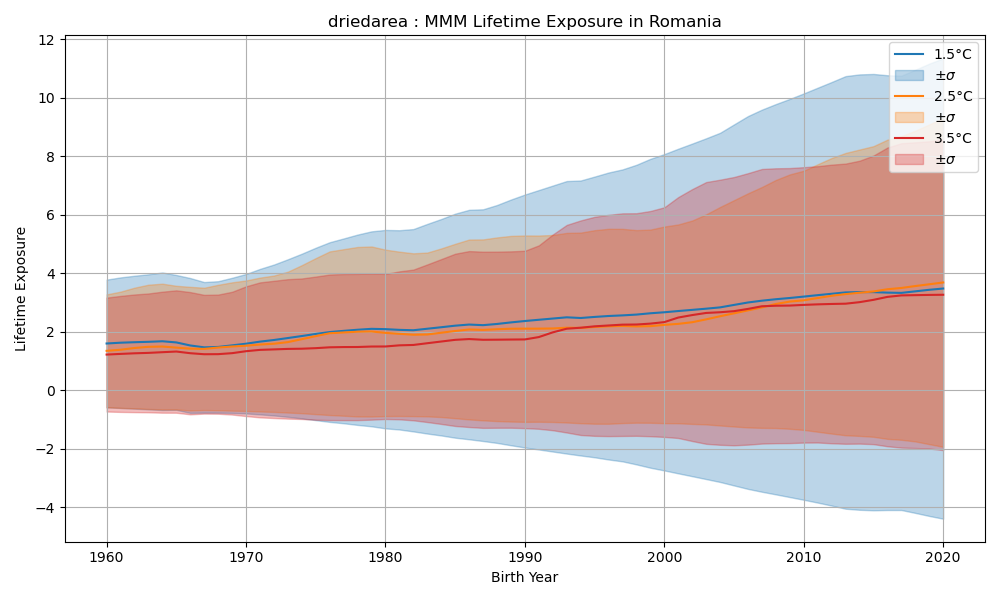 driedarea : MMM Lifetime Exposure in Romania
Lifetime Exposure
12
10
8
6
4
2
0
−2
−4
1960
1970
1980
1990
2000
2010
2020
Birth Year
1.5°C
±σ
2.5°C
±σ
3.5°C
±σ